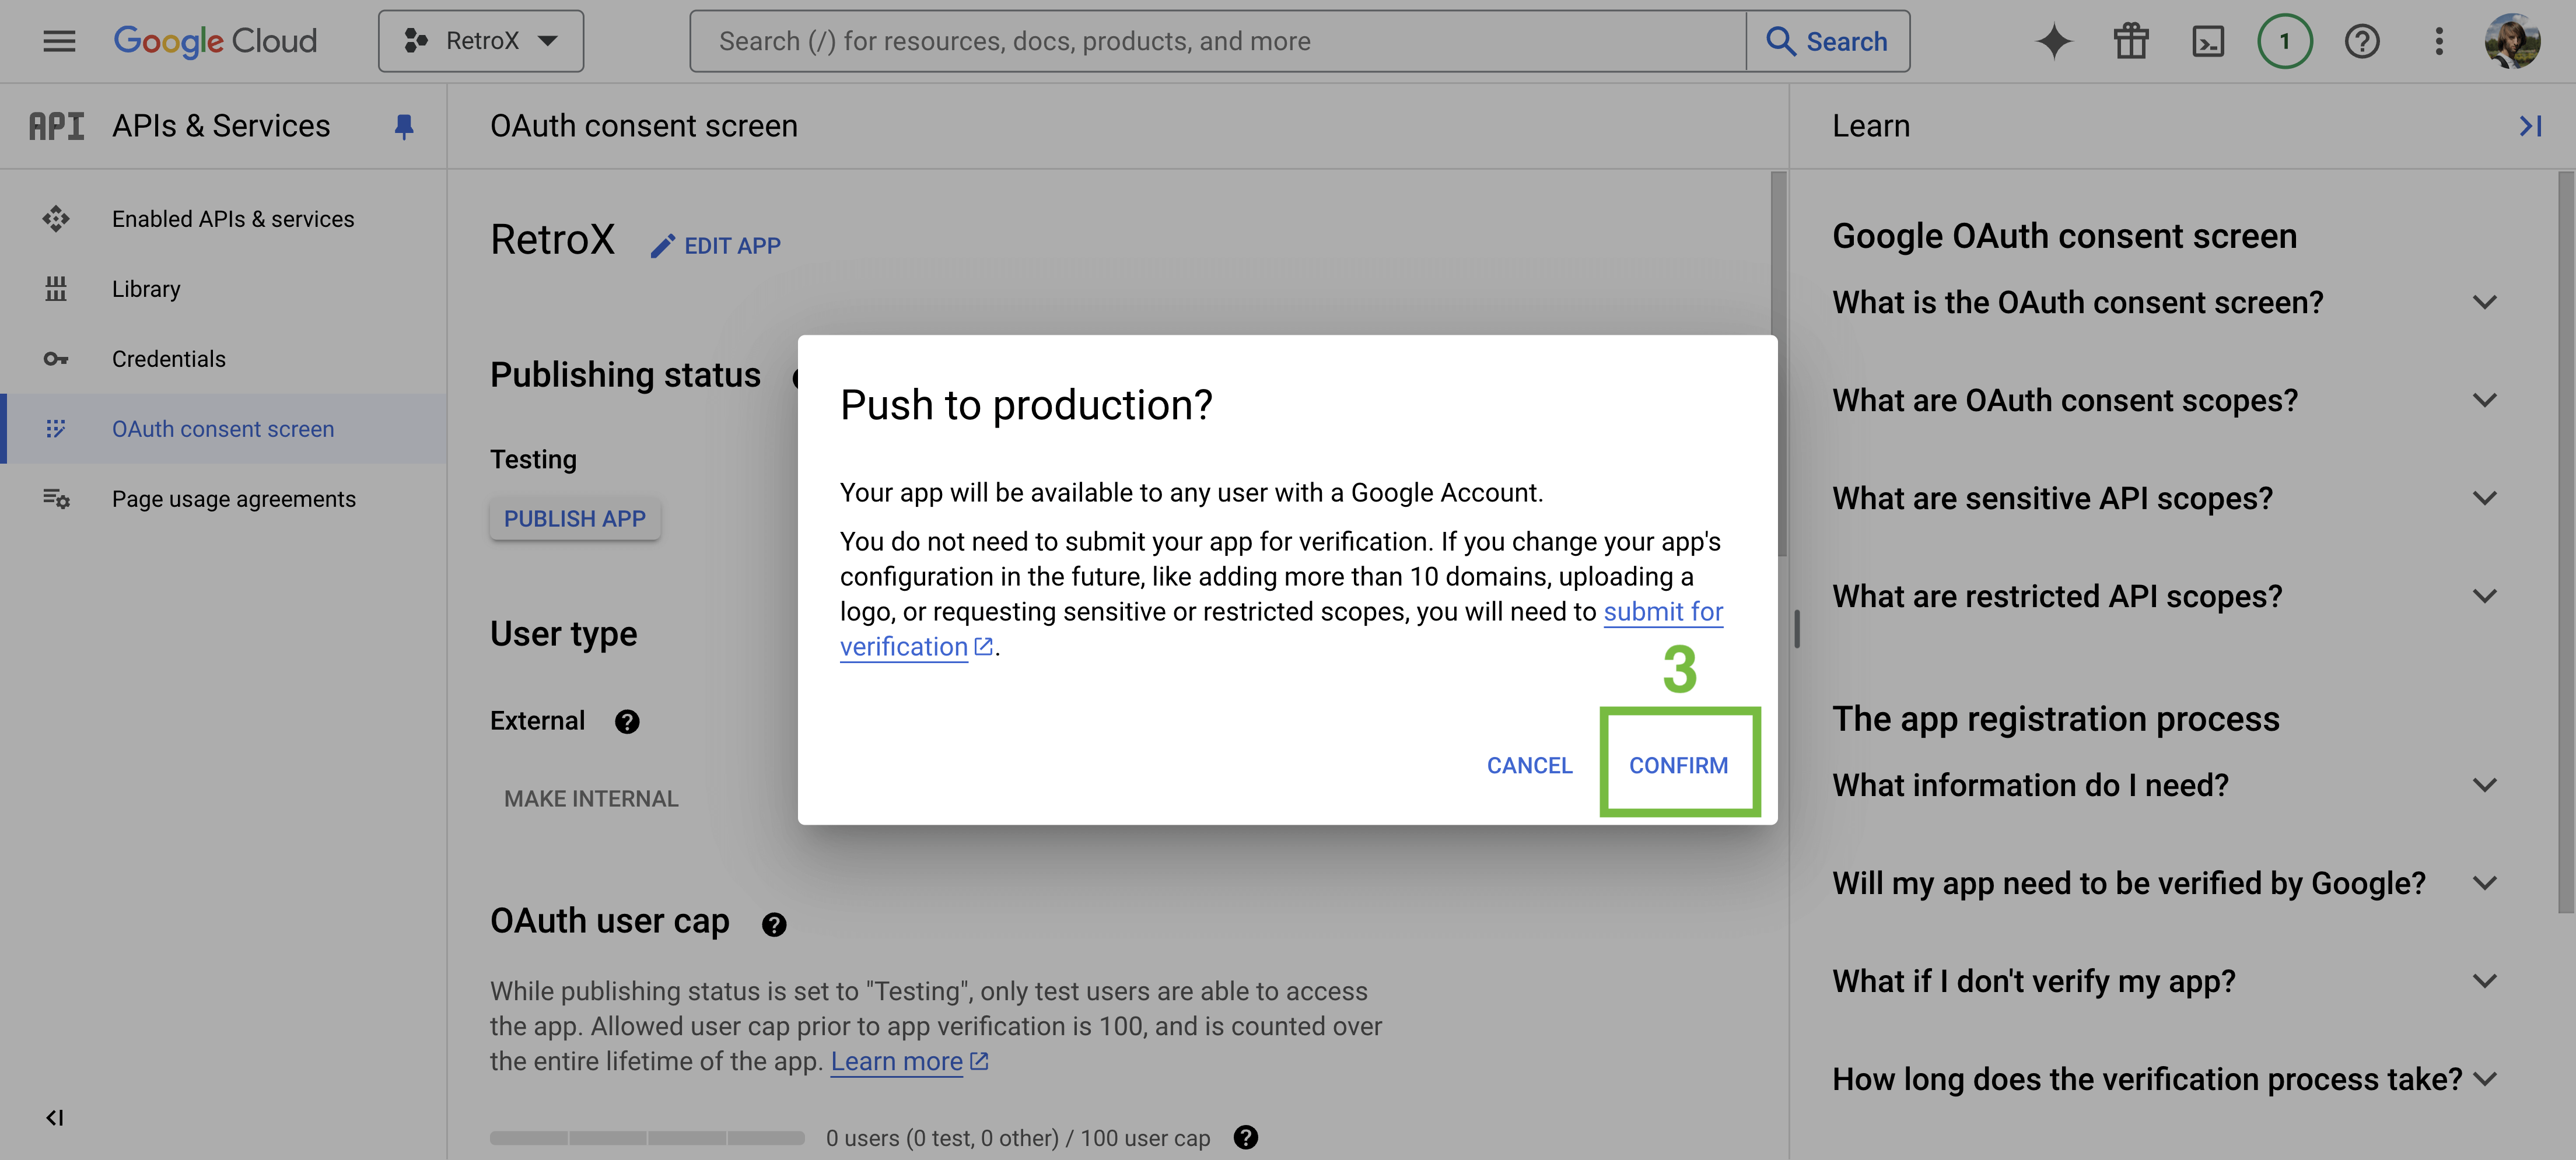 Google Cloud
RetroX
Search (/) for resources, docs, products, and more
Search
1
API
APIs & Services
OAuth consent screen
Learn
Enabled APIs & services
Library
Credentials
OAuth consent screen
Page usage agreements
RetroX
EDIT APP
Publishing status
Testing
PUBLISH APP
User type
External
MAKE INTERNAL
OAuth user cap
While publishing status is set to "Testing", only test users are able to access
the app. Allowed user cap prior to app verification is 100, and is counted over
the entire lifetime of the app. Learn more
0 users (0 test, 0 other) / 100 user cap
Push to production?
Your app will be available to any user with a Google Account.
You do not need to submit your app for verification. If you change your app's
configuration in the future, like adding more than 10 domains, uploading a
logo, or requesting sensitive or restricted scopes, you will need to submit for
verification.
3
CANCEL
CONFIRM
Google OAuth consent screen
What is the OAuth consent screen?
What are OAuth consent scopes?
What are sensitive API scopes?
What are restricted API scopes?
The app registration process
What information do I need?
Will my app need to be verified by Google?
What if I don't verify my app?
How long does the verification process take?